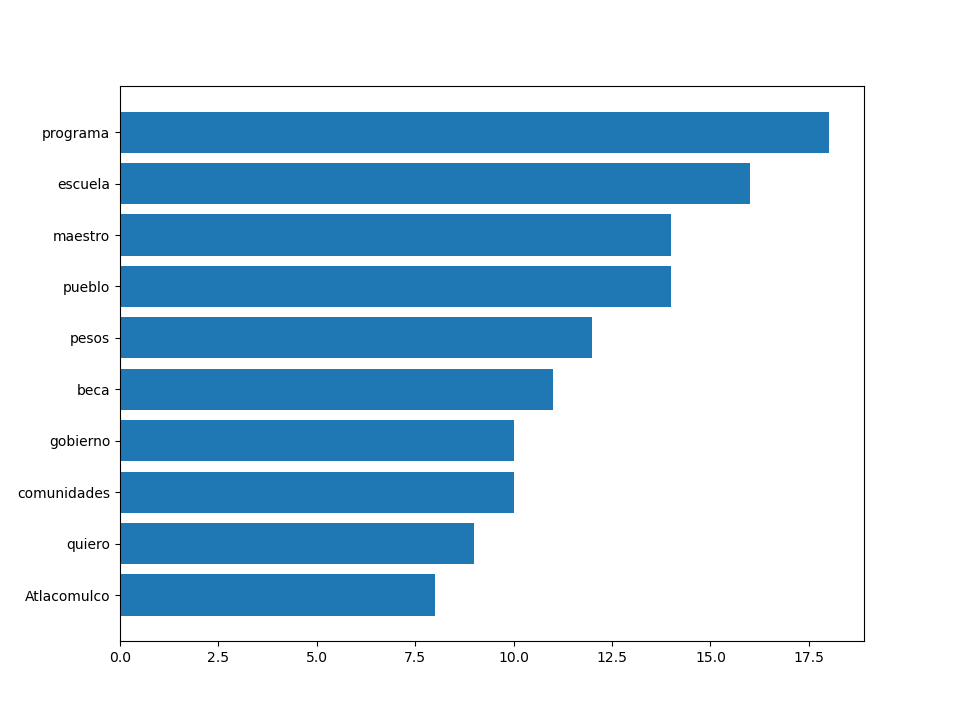 programa
escuela
maestro
pueblo
pesos
beca
gobierno
comunidades
quiero
Atlacomulco
0.0 2.5 5.0 7.5 10.0 12.5 15.0 17.5